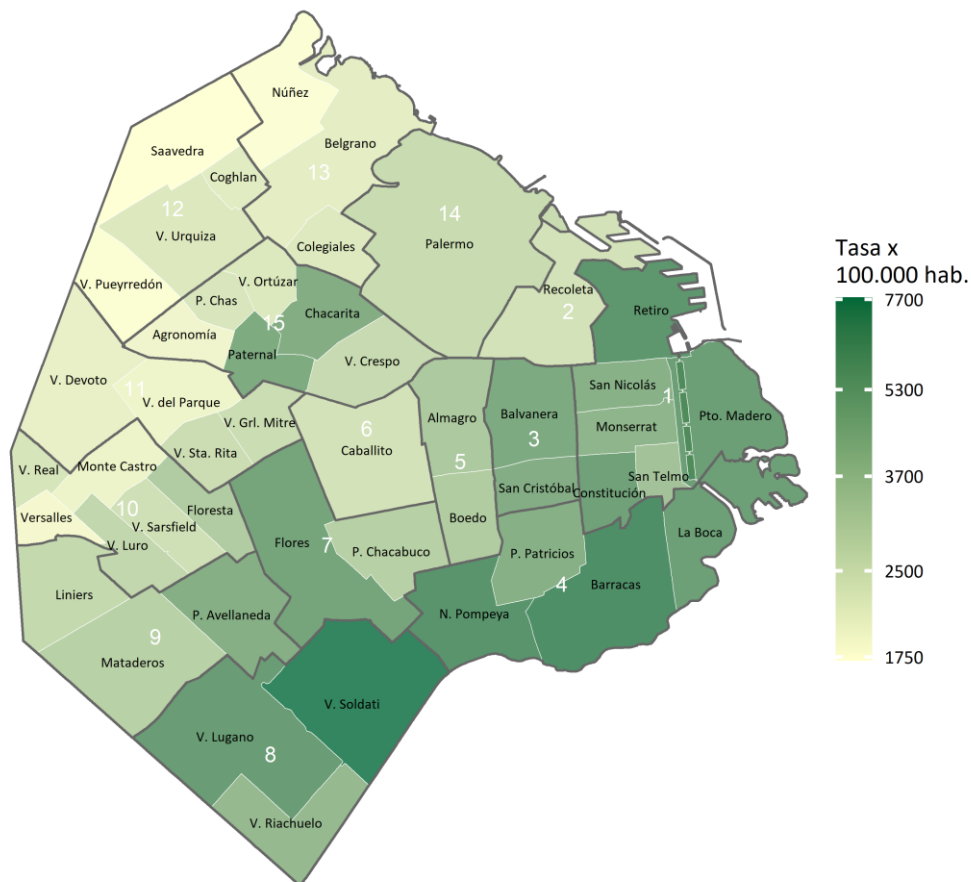 Núñez
Saavedra
Belgrano
Coghlan
13
12
14
V. Urquiza
Colegiales
Palermo
V. Pueyrredón
V. Ortúzar
P. Chas
Recoleta
Chacarita
2
Retiro
15
Agronomía
Paternal
V. Crespo
V. Devoto
11
V. del Parque
San Nicolás
1
Almagro
Balvanera
Pto. Madero
V. Grl. Mitre
6
Monserrat
Caballito
3
V. Sta. Rita
5
Monte Castro
V. Real
San Telmo
San Cristóbal
Constitución
Floresta
10
Versalles
V. Sarsfield
Boedo
La Boca
V. Luro
Flores
7
P. Chacabuco
P. Patricios
4
Barracas
Liniers
P. Avellaneda
N. Pompeya
9
Mataderos
V. Soldati
V. Lugano
8
V. Riachuelo
Tasa x
100.000 hab.
7700
5300
3700
2500
1750